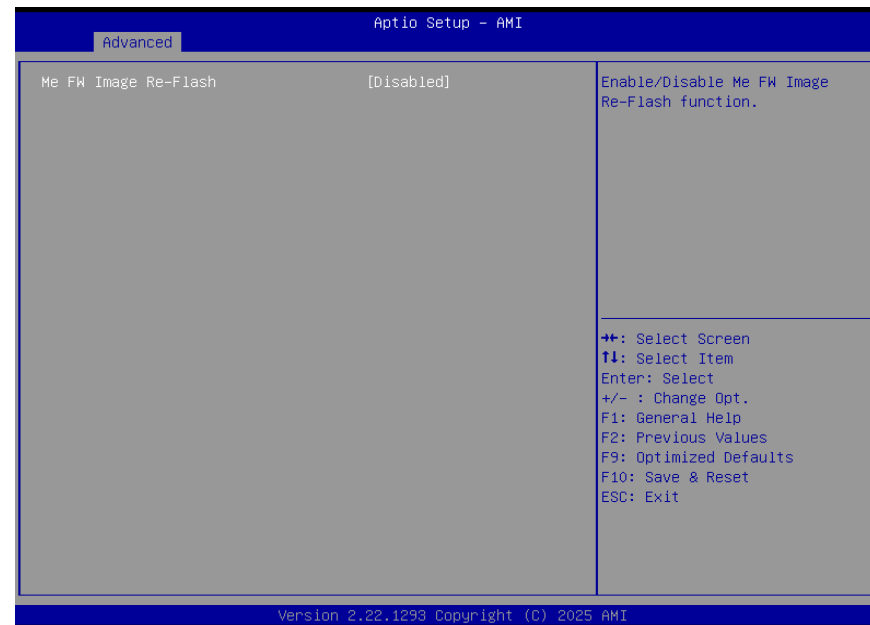 Aptio Setup – AMI
Advanced
Me FW Image Re-Flash [Disabled]
Enable/Disable Me FW Image
Re-Flash function.
→←: Select Screen
↑↓: Select Item
Enter: Select
+/- : Change Opt.
F1: General Help
F2: Previous Values
F9: Optimized Defaults
F10: Save & Reset
ESC: Exit
Version 2.22.1293 Copyright (C) 2025 AMI